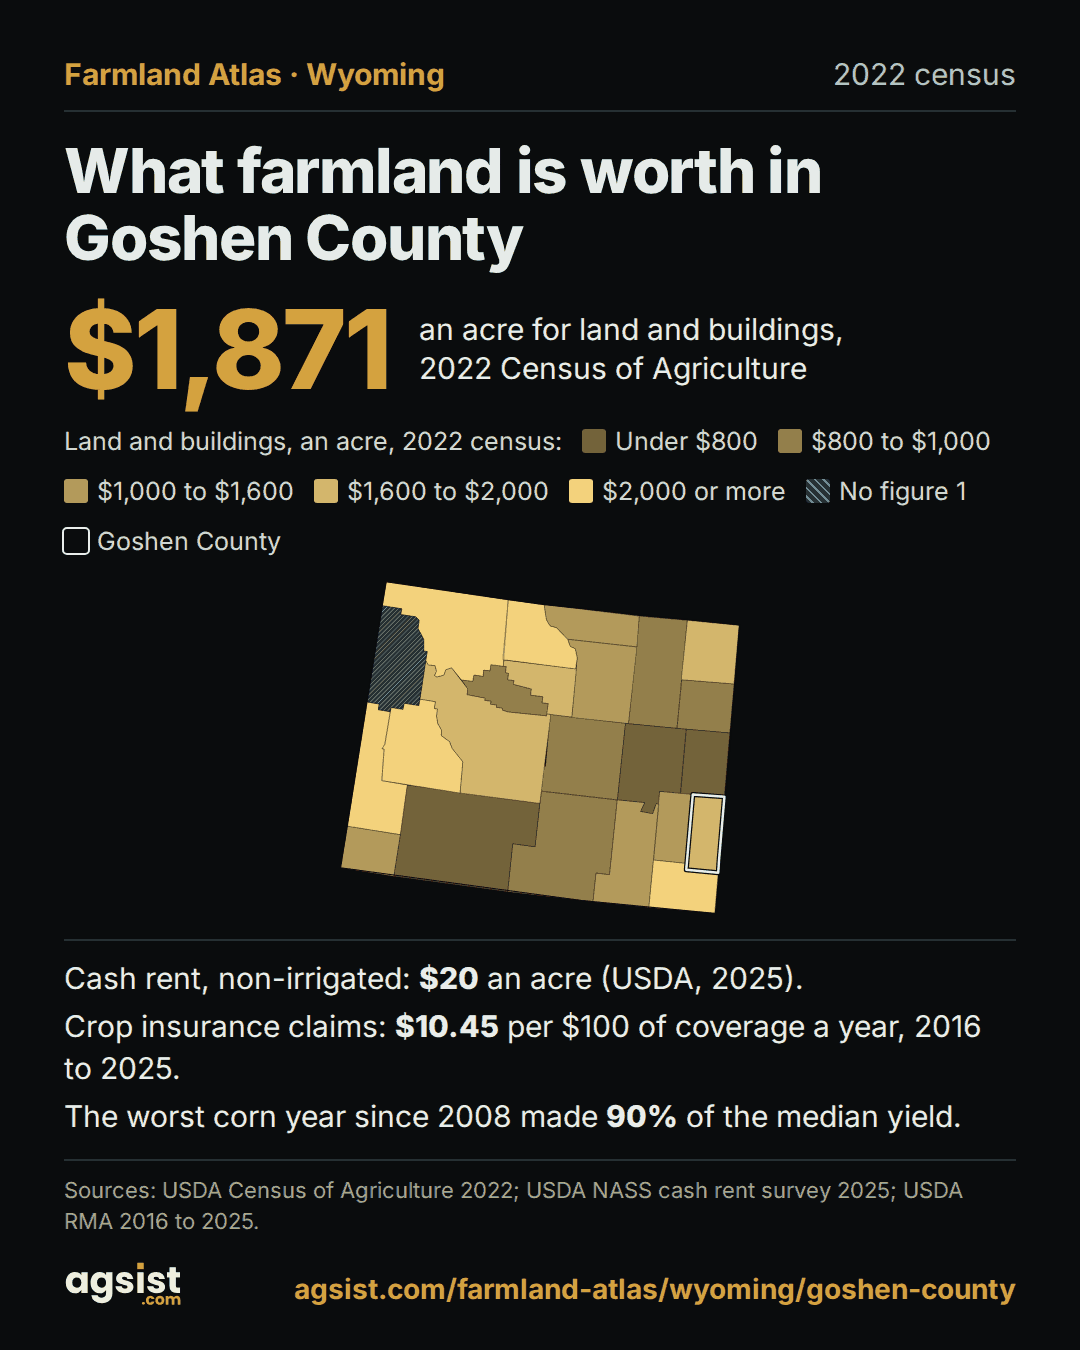 Farmland Atlas · Wyoming
2022 census
What farmland is worth in
Goshen County
$1,871
an acre for land and buildings,
2022 Census of Agriculture
Land and buildings, an acre, 2022 census: Under $800 $800 to $1,000
$1,000 to $1,600 $1,600 to $2,000 $2,000 or more No figure 1
Goshen County
Cash rent, non-irrigated: $20 an acre (USDA, 2025).
Crop insurance claims: $10.45 per $100 of coverage a year, 2016
to 2025.
The worst corn year since 2008 made 90% of the median yield.
Sources: USDA Census of Agriculture 2022; USDA NASS cash rent survey 2025; USDA
RMA 2016 to 2025.
agsist
.com
agsist.com/farmland-atlas/wyoming/goshen-county